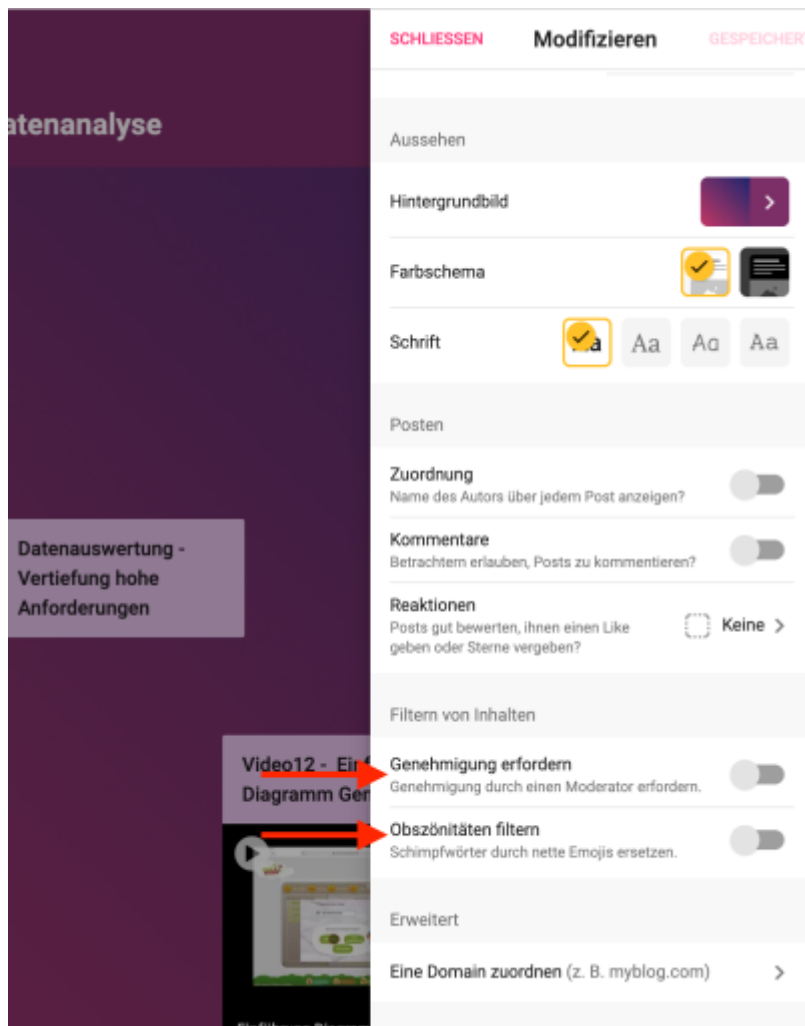 SCHLIESSEN
Modifizieren
GESPEICHERT
atenanalyse
Aussehen
Hintergrundbild
Farbschema
Schrift
Aa
Aa
Aa
Posten
Zuordnung
Name des Autors über jedem Post anzeigen?
Kommentare
Betrachtern erlauben, Posts zu kommentieren?
Reaktionen
Posts gut bewerten, ihnen einen Like
geben oder Sterne vergeben?
Keine
Datenauswertung -
Vertiefung hohe
Anforderungen
Filtern von Inhalten
Genehmigung erfordern
Genehmigung durch einen Moderator erfordern.
Obszönitäten filtern
Schimpfwörter durch nette Emojis ersetzen.
Video12 - Einf
Diagramm Gen
Erweitert
Eine Domain zuordnen (z. B. myblog.com)